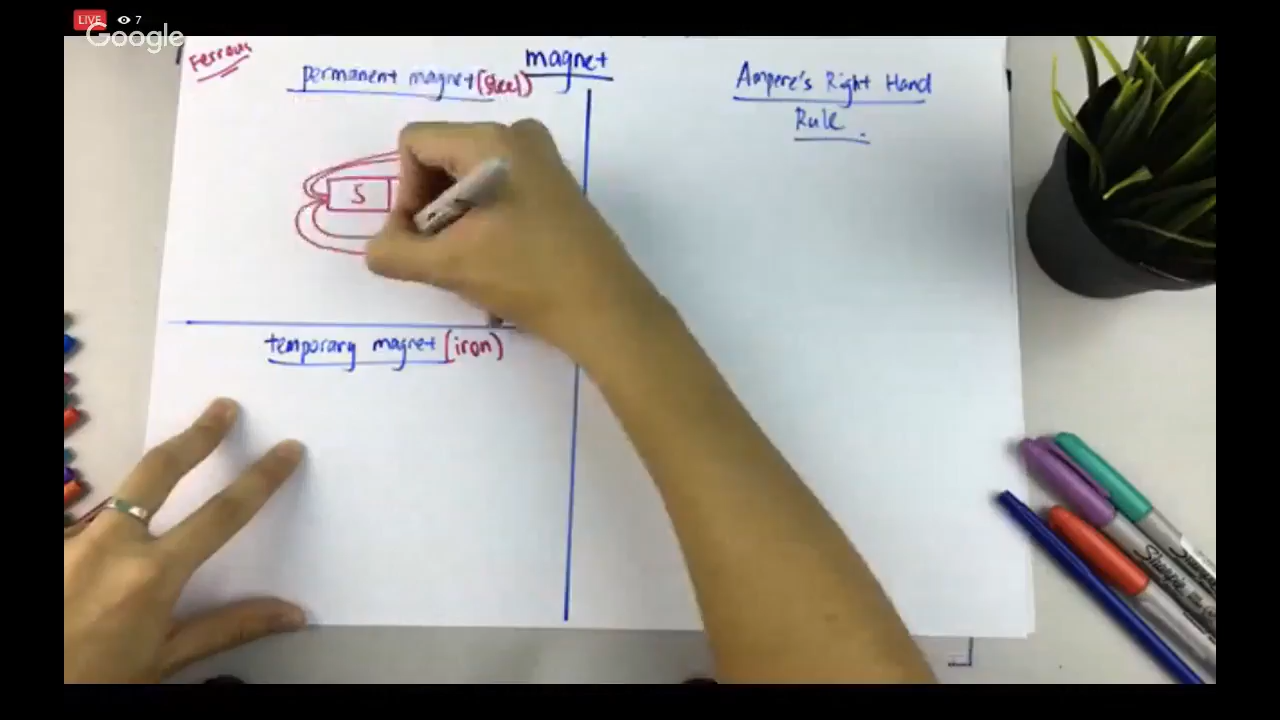 LIVE 7
Google
Ferrous
magnet
permanent magnet (steel)
S
temporary magnet (iron)
Ampere's Right Hand
Rule.
Sharpie